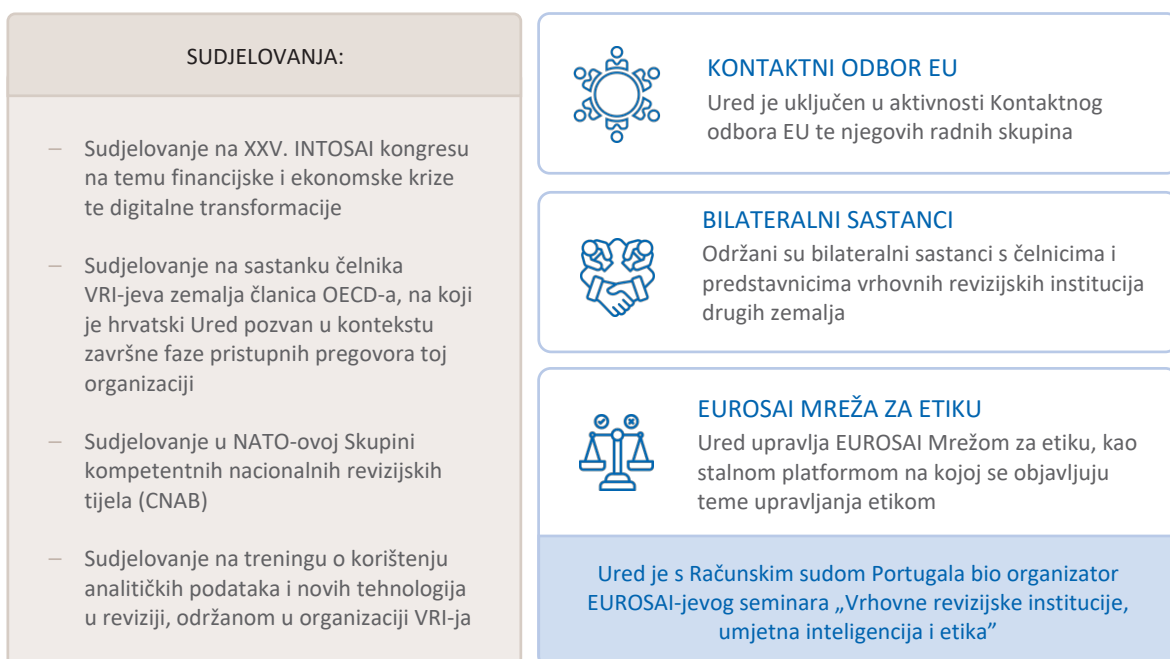 SUDJELOVANJA:
– Sudjelovanje na XXV. INTOSAI kongresu
na temu financijske i ekonomske krize
te digitalne transformacije
– Sudjelovanje na sastanku čelnika
VRI-jeva zemalja članica OECD-a, na koji
je hrvatski Ured pozvan u kontekstu
završne faze pristupnih pregovora toj
organizaciji
– Sudjelovanje u NATO-ovoj Skupini
kompetentnih nacionalnih revizijskih
tijela (CNAB)
– Sudjelovanje na treningu o korištenju
analitičkih podataka i novih tehnologija
u reviziji, održanom u organizaciji VRI-ja
KONTAKTNI ODBOR EU
Ured je uključen u aktivnosti Kontaktnog
odbora EU te njegovih radnih skupina
BILATERALNI SASTANCI
Održani su bilateralni sastanci s čelnicima i
predstavnicima vrhovnih revizijskih institucija
drugih zemalja
EUROSAI MREŽA ZA ETIKU
Ured upravlja EUROSAI Mrežom za etiku, kao
stalnom platformom na kojoj se objavljuju
teme upravljanja etikom
Ured je s Računskim sudom Portugala bio organizator
EUROSAI-jevog seminara „Vrhovne revizijske institucije,
umjetna inteligencija i etika”